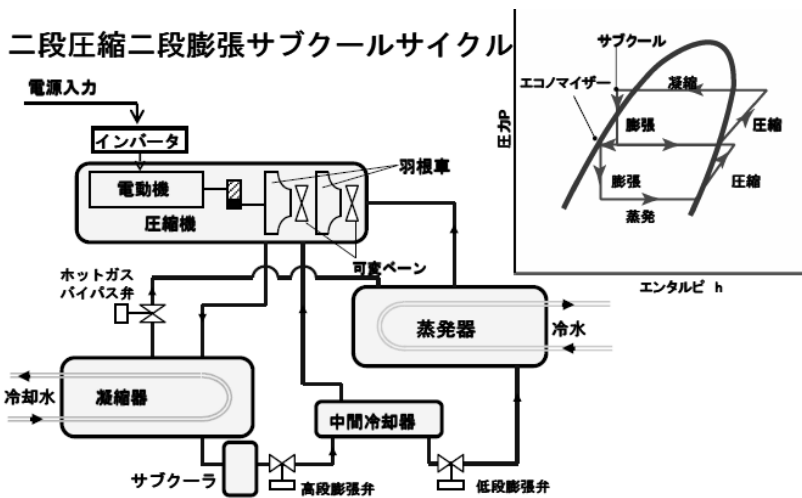 二段圧縮二段膨張サブクールサイクル
電源入力
インバータ
電動機
圧縮機
羽根車
可変ベーン
ホットガス
バイパス弁
蒸発器
冷水
冷却水
凝縮器
中間冷却器
サブクーラ
高段膨張弁
低段膨張弁
圧力P
サブクール
エコノマイザー
凝縮
膨張
圧縮
膨張
圧縮
蒸発
エンタルピ h